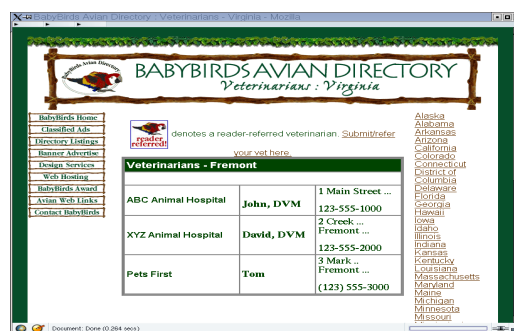 BabyBirds Avian Directory : Veterinarians - Virginia - Mozilla
BabyBirds Avian Directory
BABYBIRDS AVIAN DIRECTORY
Veterinarians : Virginia
BabyBirds Home
Classified Ads
Directory Listings
Banner Advertise
Design Services
Web Hosting
BabyBirds Award
Avian Web Links
Contact BabyBirds
reader
referred!
denotes a reader-referred veterinarian. Submit/refer
your vet here.
Veterinarians - Fremont
ABC Animal Hospital
John, DVM
1 Main Street ...
123-555-1000
XYZ Animal Hospital
David, DVM
2 Creek ...
Fremont ...
123-555-2000
Pets First
Tom
3 Mark ..
Fremont ...
(123) 555-3000
Alaska
Alabama
Arkansas
Arizona
California
Colorado
Connecticut
District of
Columbia
Delaware
Florida
Georgia
Hawaii
Iowa
Idaho
Illinois
Indiana
Kansas
Kentucky
Louisiana
Massachusetts
Maryland
Maine
Michigan
Minnesota
Missouri
Document: Done (0.264 secs)